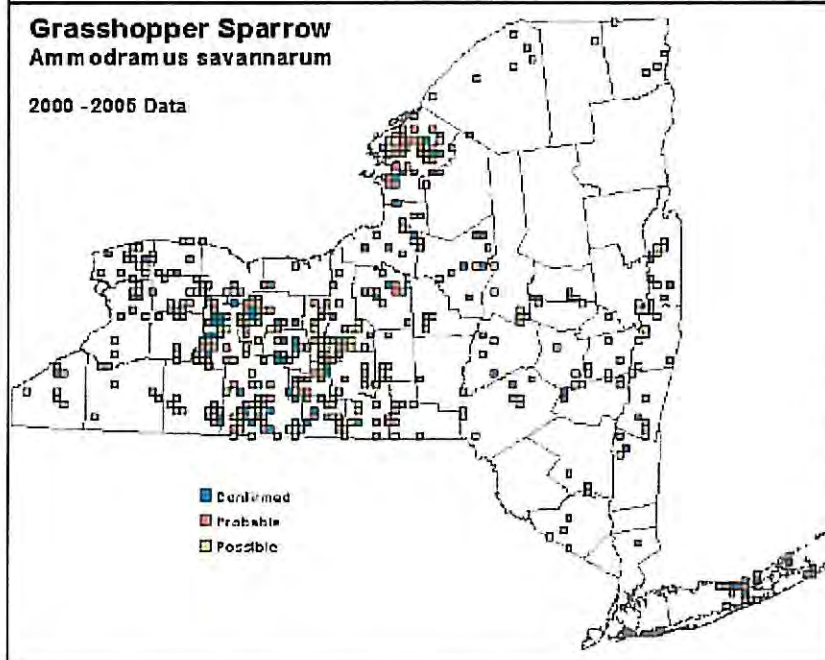 Grasshopper Sparrow
Ammodramus savannarum
2000 - 2005 Data
Confirmed
Probable
Possible